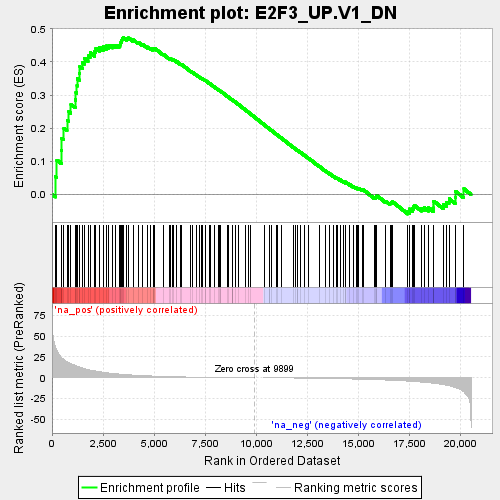 Enrichment plot: E2F3_UP.V1_DN
Enrichment score (ES)
0.5
0.4
0.3
0.2
0.1
0.0
'na_pos' (positively correlated)
Ranked list metric (PreRanked)
75
50
25
0
-25
-50
Zero cross at 9899
'na_neg' (negatively correlated)
0 2,500 5,000 7,500 10,000 12,500 15,000 17,500 20,000
Rank in Ordered Dataset
Enrichment profile Hits Ranking metric scores